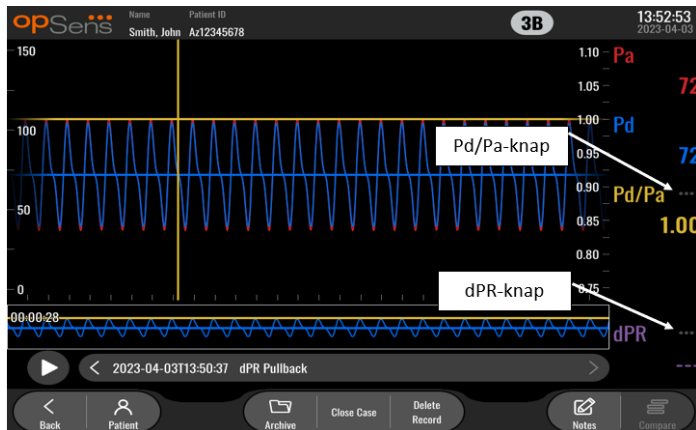 opSens
Name Patient ID
Smith, John Az12345678
3B
13:52:53
2023-04-03
150
100
50
0
1.10
1.05
1.00
0.95
0.90
0.85
0.80
0.75
Pa
72
Pd
72
Pd/Pa
---
1.00
dPR
---
---
Pd/Pa-knap
dPR-knap
00:00:28
2023-04-03T13:50:37 dPR Pullback
Back
Patient
Archive
Close Case
Delete
Record
Notes
Compare